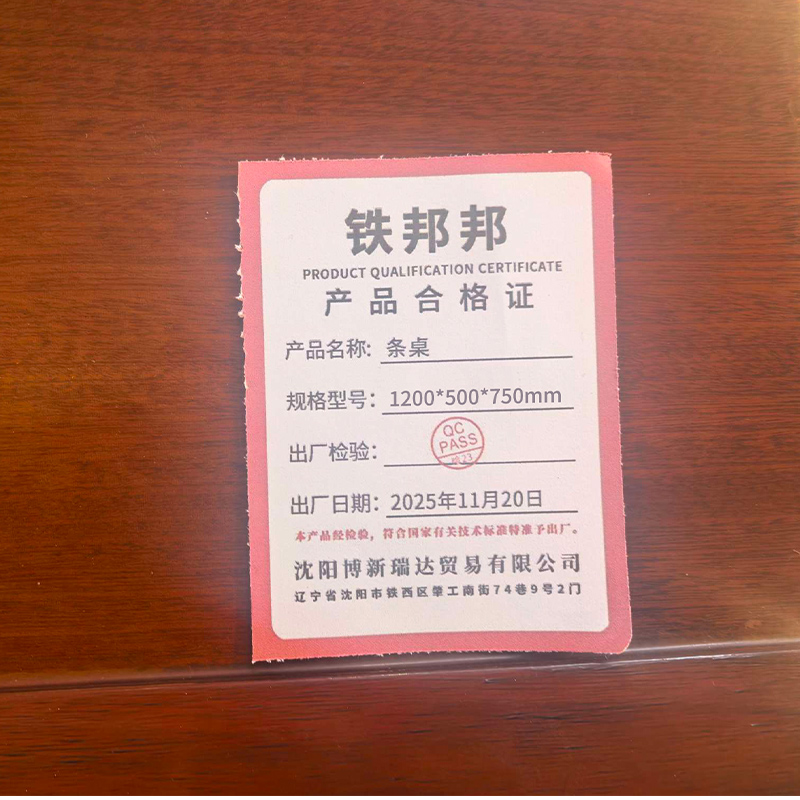 铁邦邦
PRODUCT QUALIFICATION CERTIFICATE
产品合格证
产品名称: 条桌
规格型号: 1200*500*750mm
出厂检验:
QC
PASS
23
出厂日期: 2025年11月20日
本产品经检验，符合国家有关技术标准特准予出厂。
沈阳博新瑞达贸易有限公司
辽宁省沈阳市铁西区肇工南街74巷9号2门